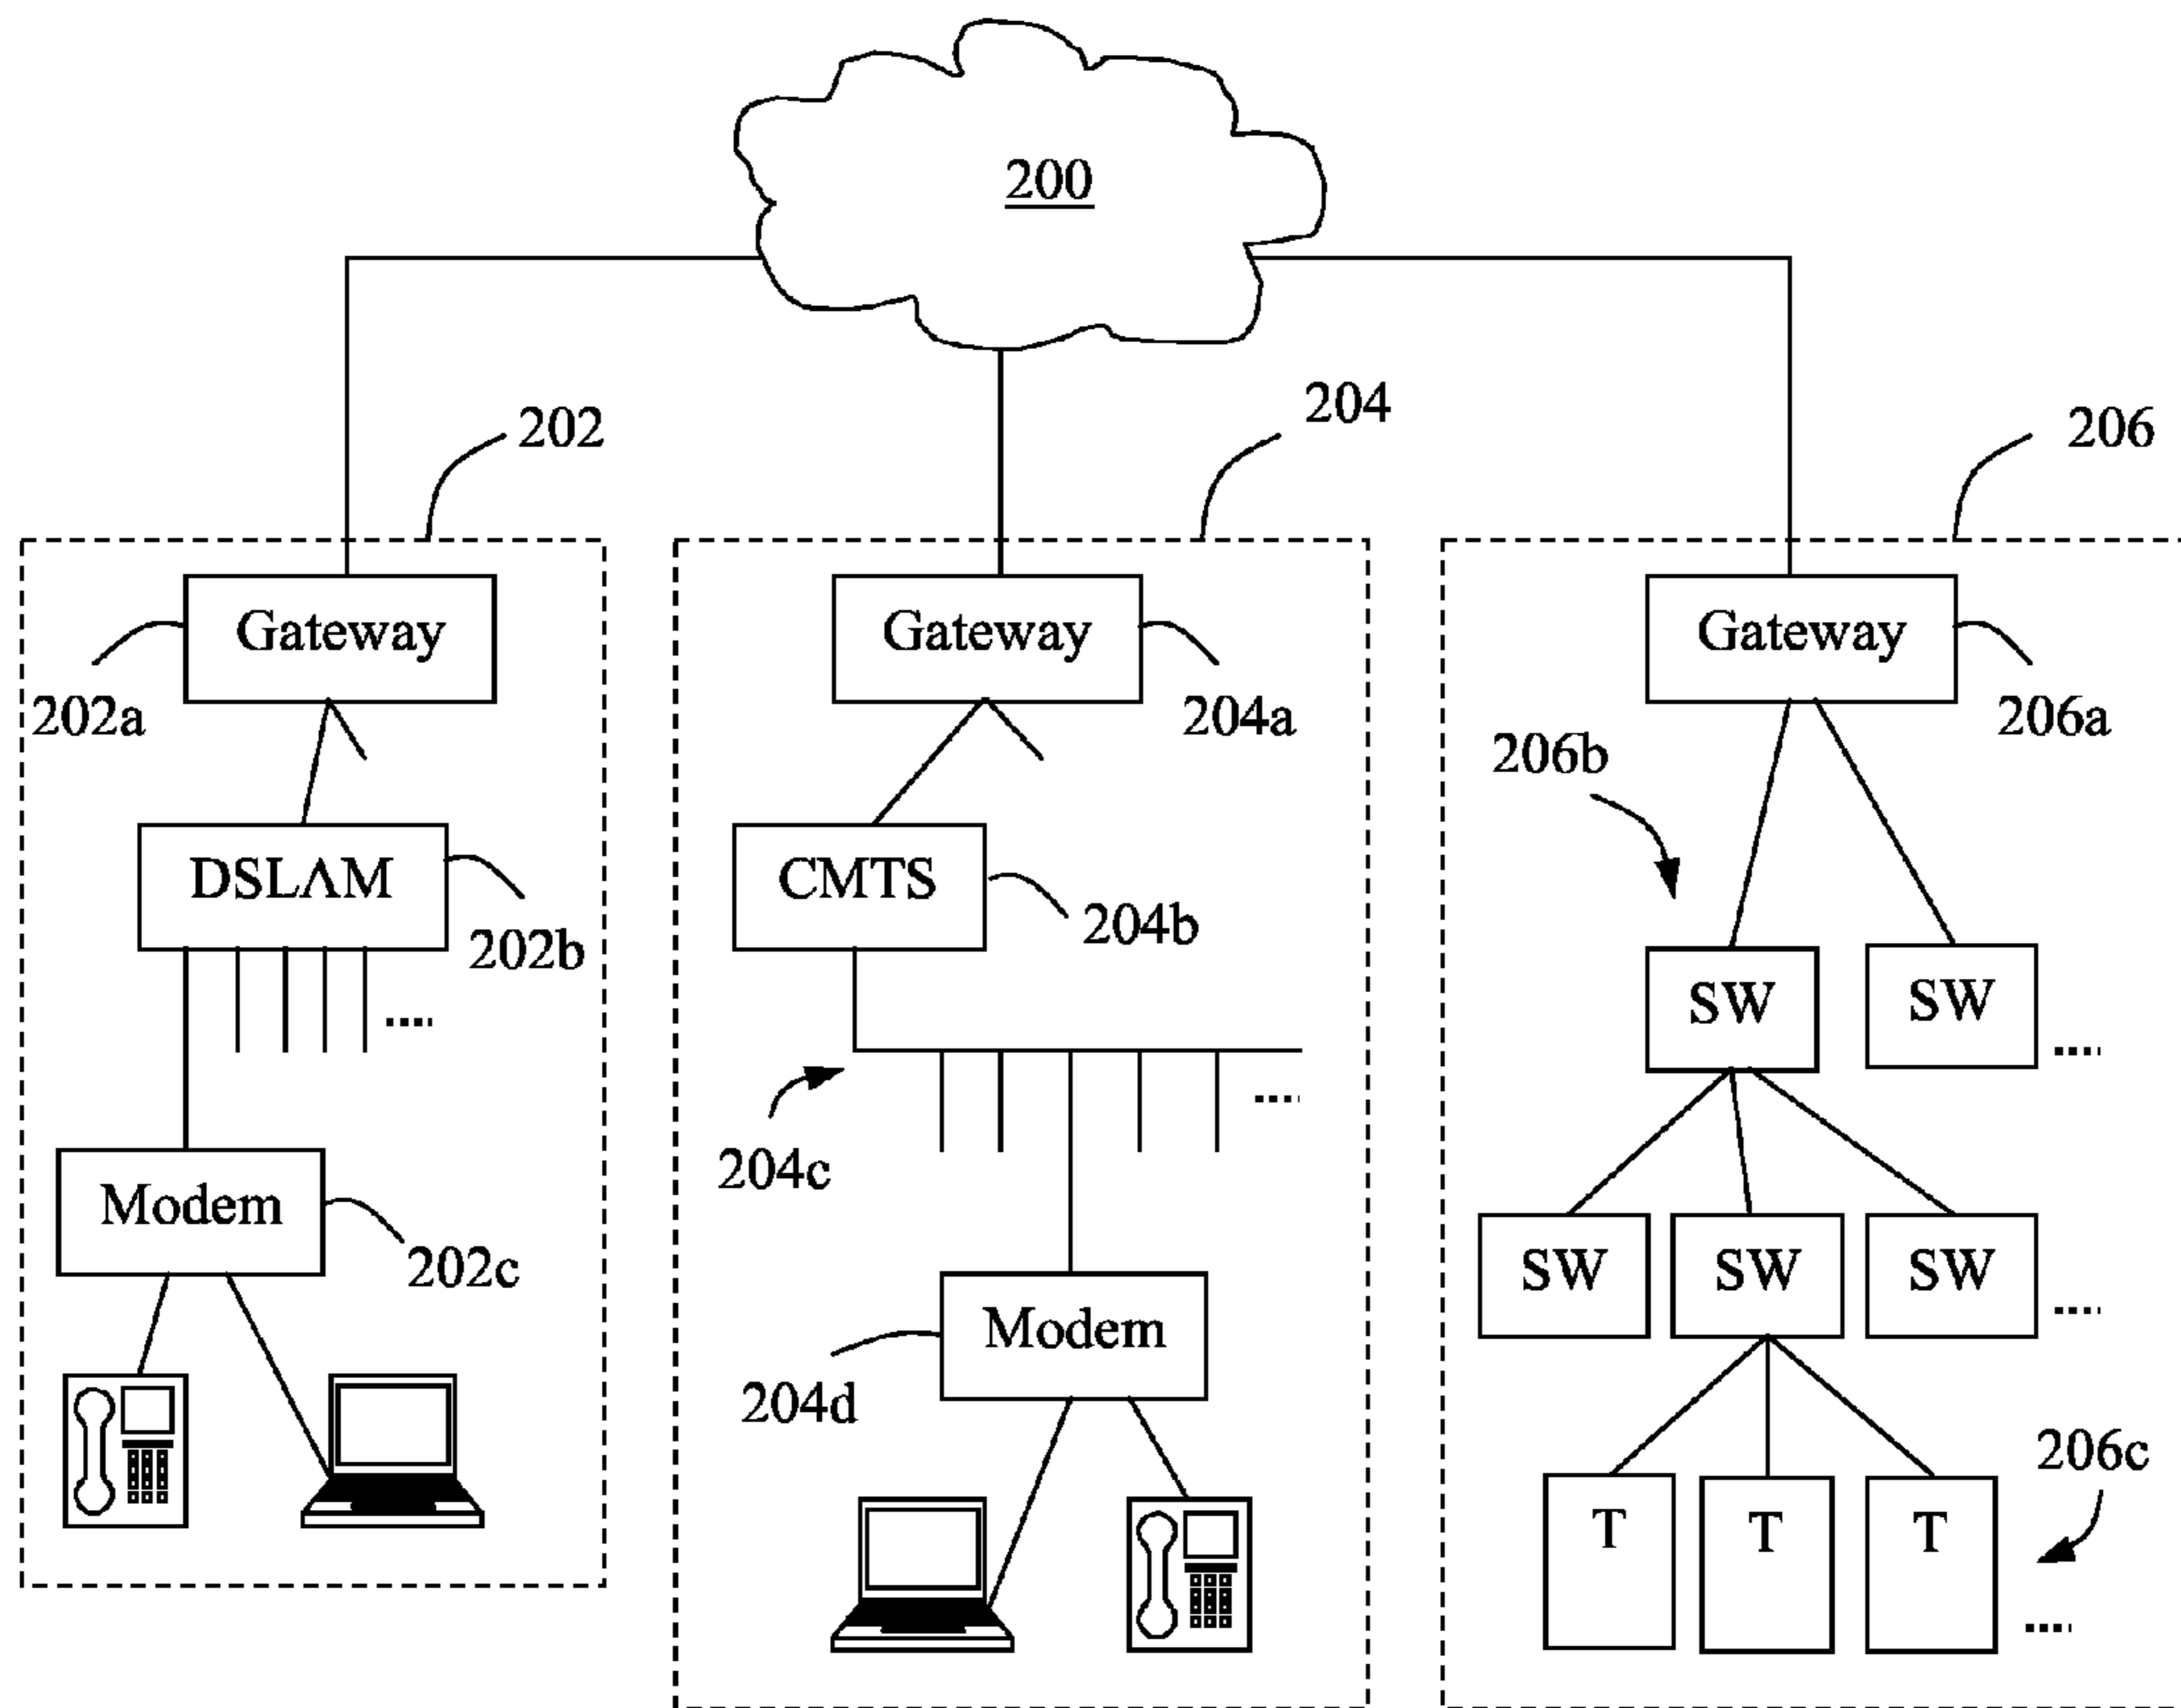 200
202
204
206
Gateway
Gateway
Gateway
202a
204a
206a
206b
DSLAM
CMTS
202b
204b
SW
SW
.....
.....
....
....
204c
Modem
202c
SW
SW
SW
....
Modem
204d
206c
T
T
T
....